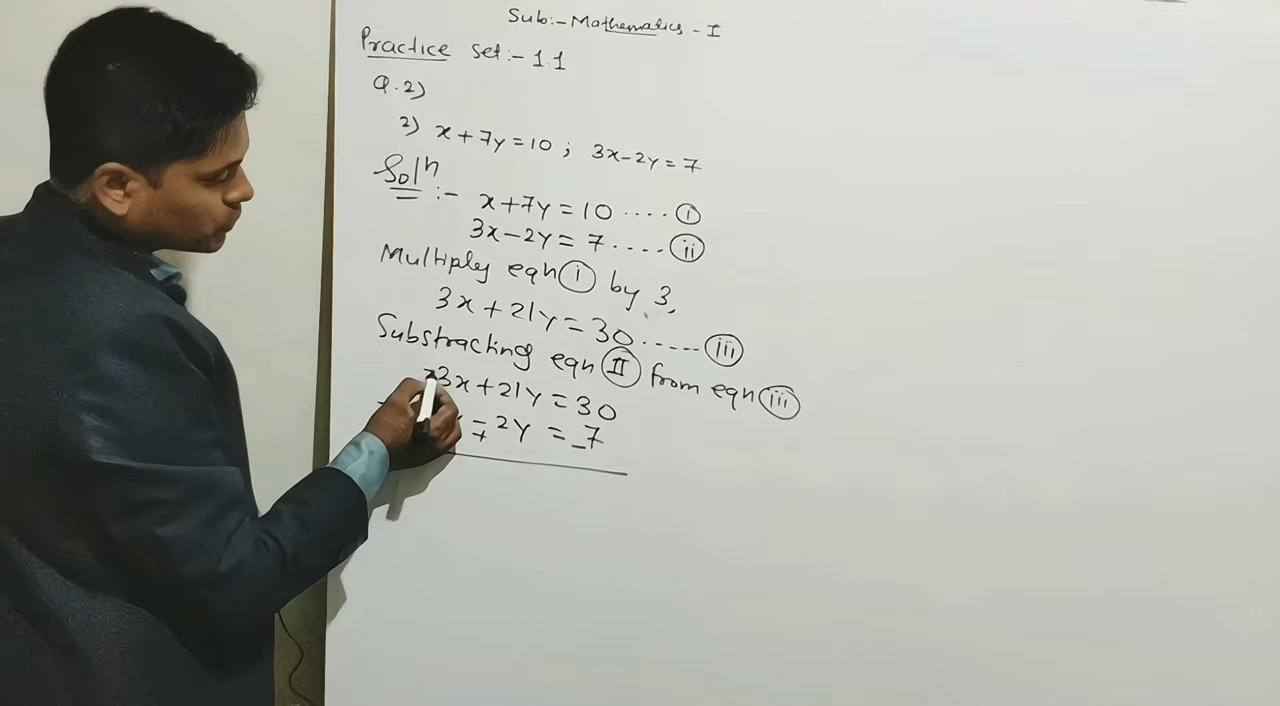 Sub:- Mathematics - I
Practice Set:- 1.1
Q.2)
2) x + 7y = 10 ; 3x - 2y = 7
Solⁿ :- x + 7y = 10 .... (i)
3x - 2y = 7 .... (ii)
Multiply eqn (i) by 3,
3x + 21y = 30 ..... (iii)
Substracting eqn (II) from eqn (iii)
3x + 21y = 30
2y = 7